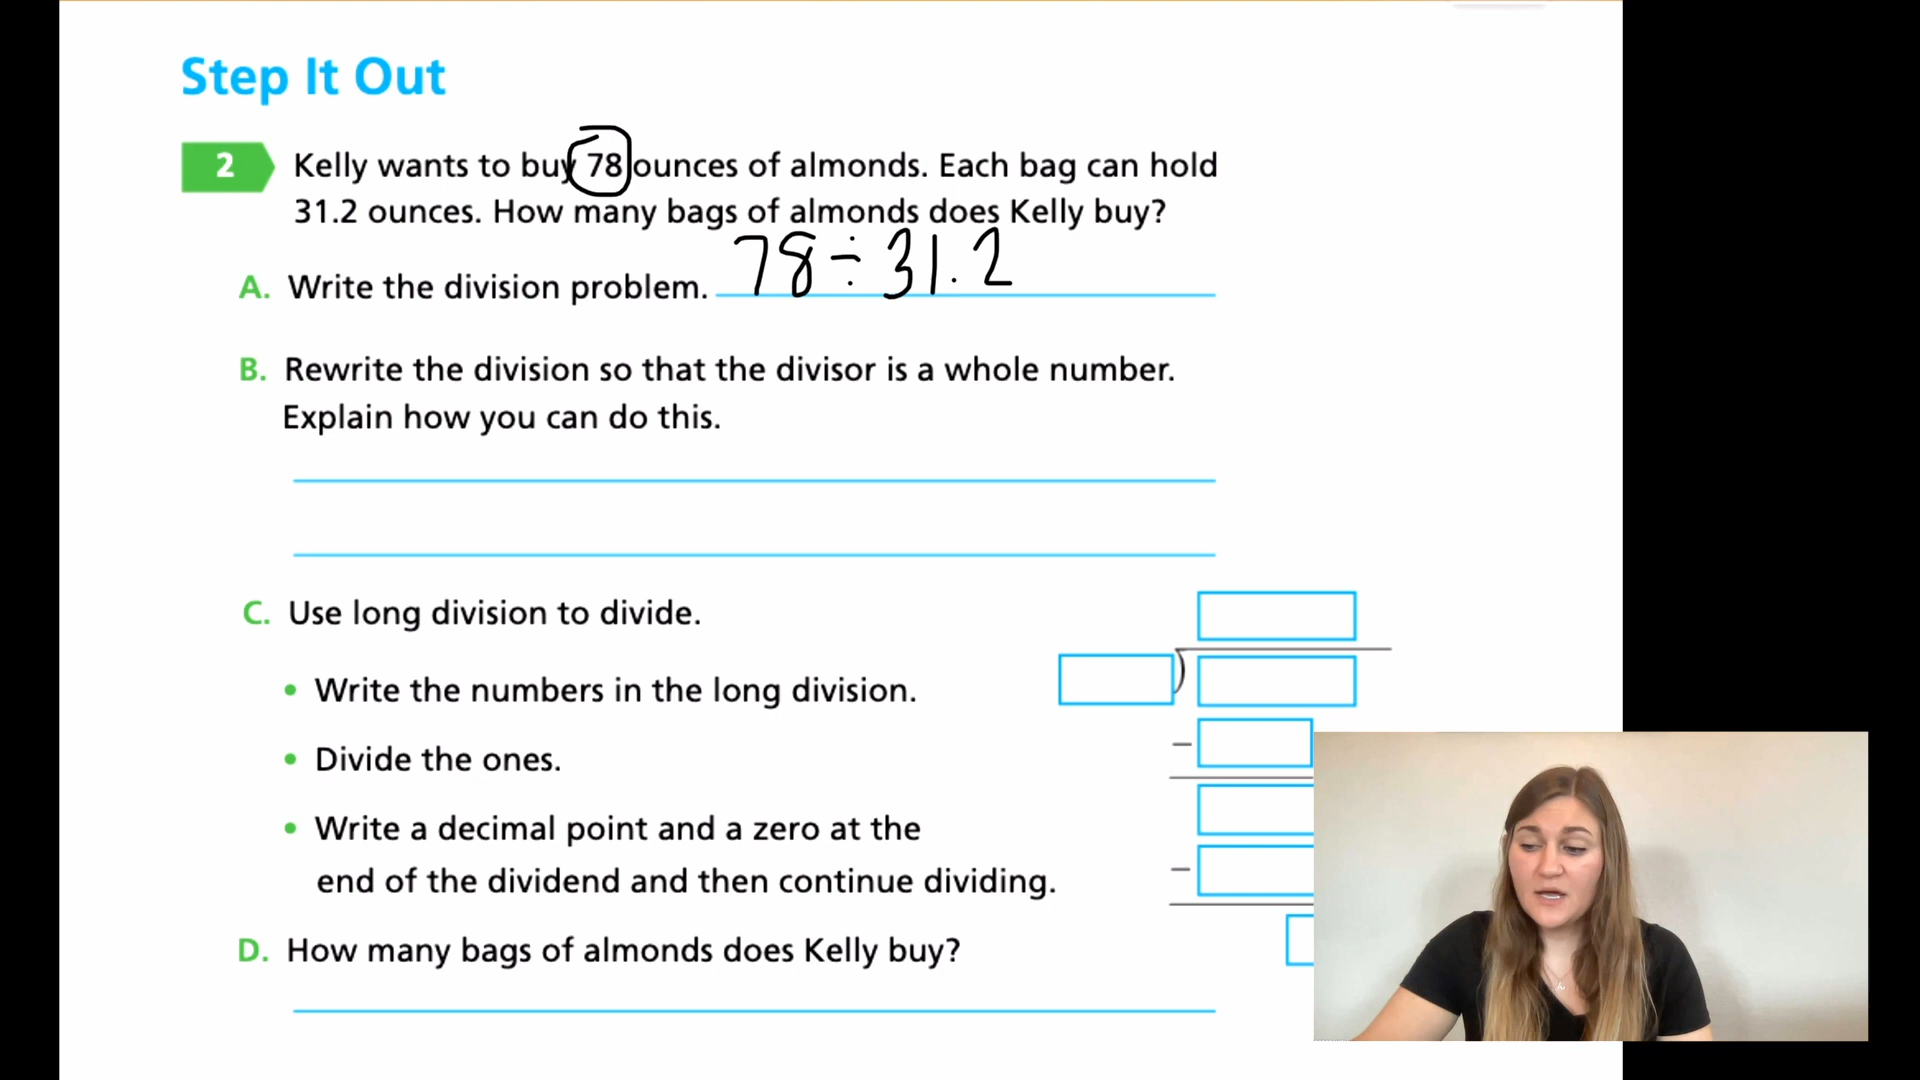 Step It Out
2 Kelly wants to buy 78 ounces of almonds. Each bag can hold
31.2 ounces. How many bags of almonds does Kelly buy?
A. Write the division problem. 78 ÷ 31.2
B. Rewrite the division so that the divisor is a whole number.
Explain how you can do this.
C. Use long division to divide.
• Write the numbers in the long division.
• Divide the ones.
• Write a decimal point and a zero at the
end of the dividend and then continue dividing.
D. How many bags of almonds does Kelly buy?